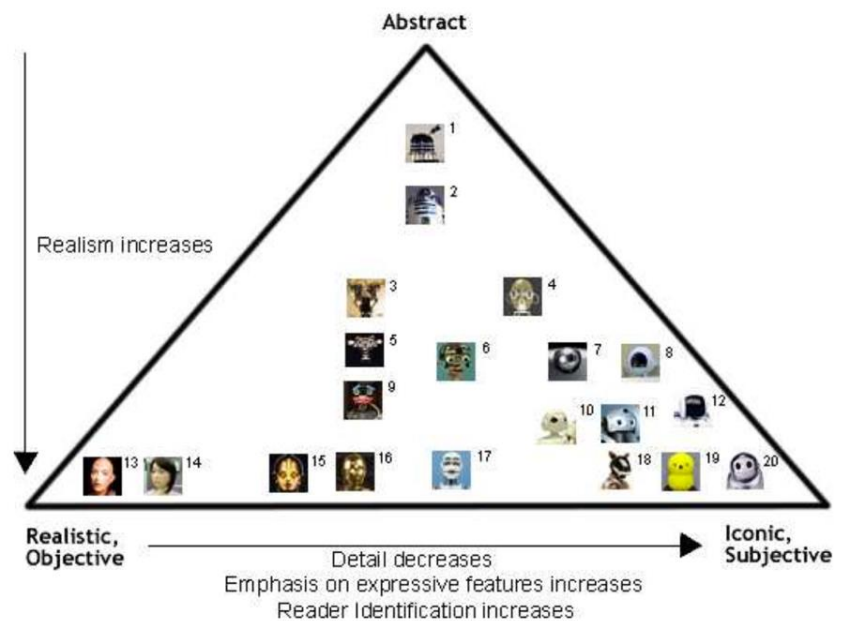 Abstract
1
2
Realism increases
3
4
5
6
7
8
9
10
11
12
13
14
15
16
17
18
19
20
Realistic,
Objective
Iconic,
Subjective
Detail decreases
Emphasis on expressive features increases
Reader Identification increases